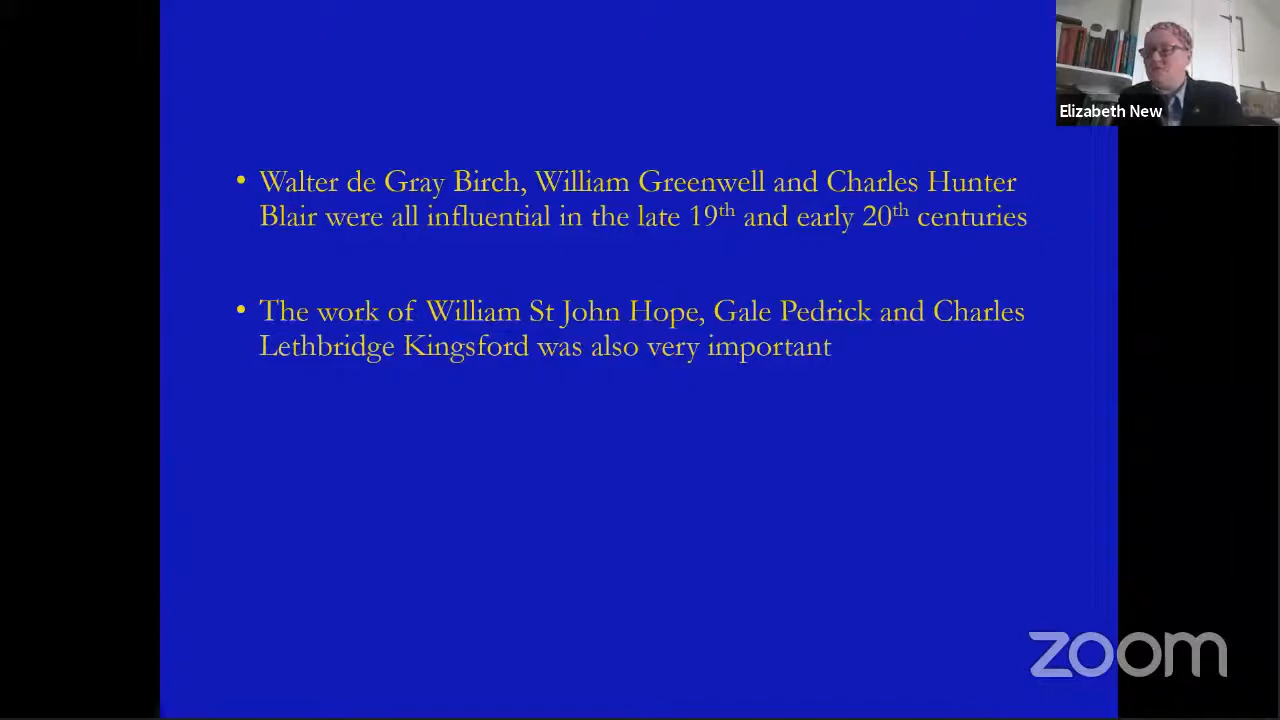 Elizabeth New
• Walter de Gray Birch, William Greenwell and Charles Hunter
Blair were all influential in the late 19th and early 20th centuries
• The work of William St John Hope, Gale Pedrick and Charles
Lethbridge Kingsford was also very important
zoom